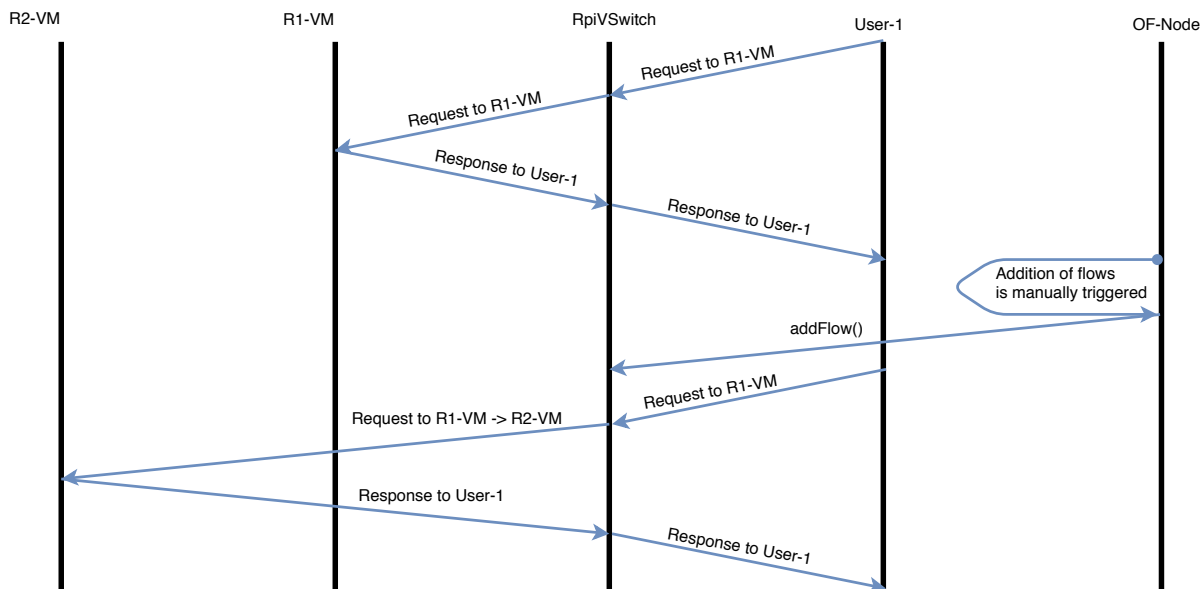 R2-VM
R1-VM
RpiVSwitch
User-1
OF-Node
Request to R1-VM
Request to R1-VM
Response to User-1
Response to User-1
Addition of flows
is manually triggered
addFlow()
Request to R1-VM
Request to R1-VM -> R2-VM
Response to User-1
Response to User-1